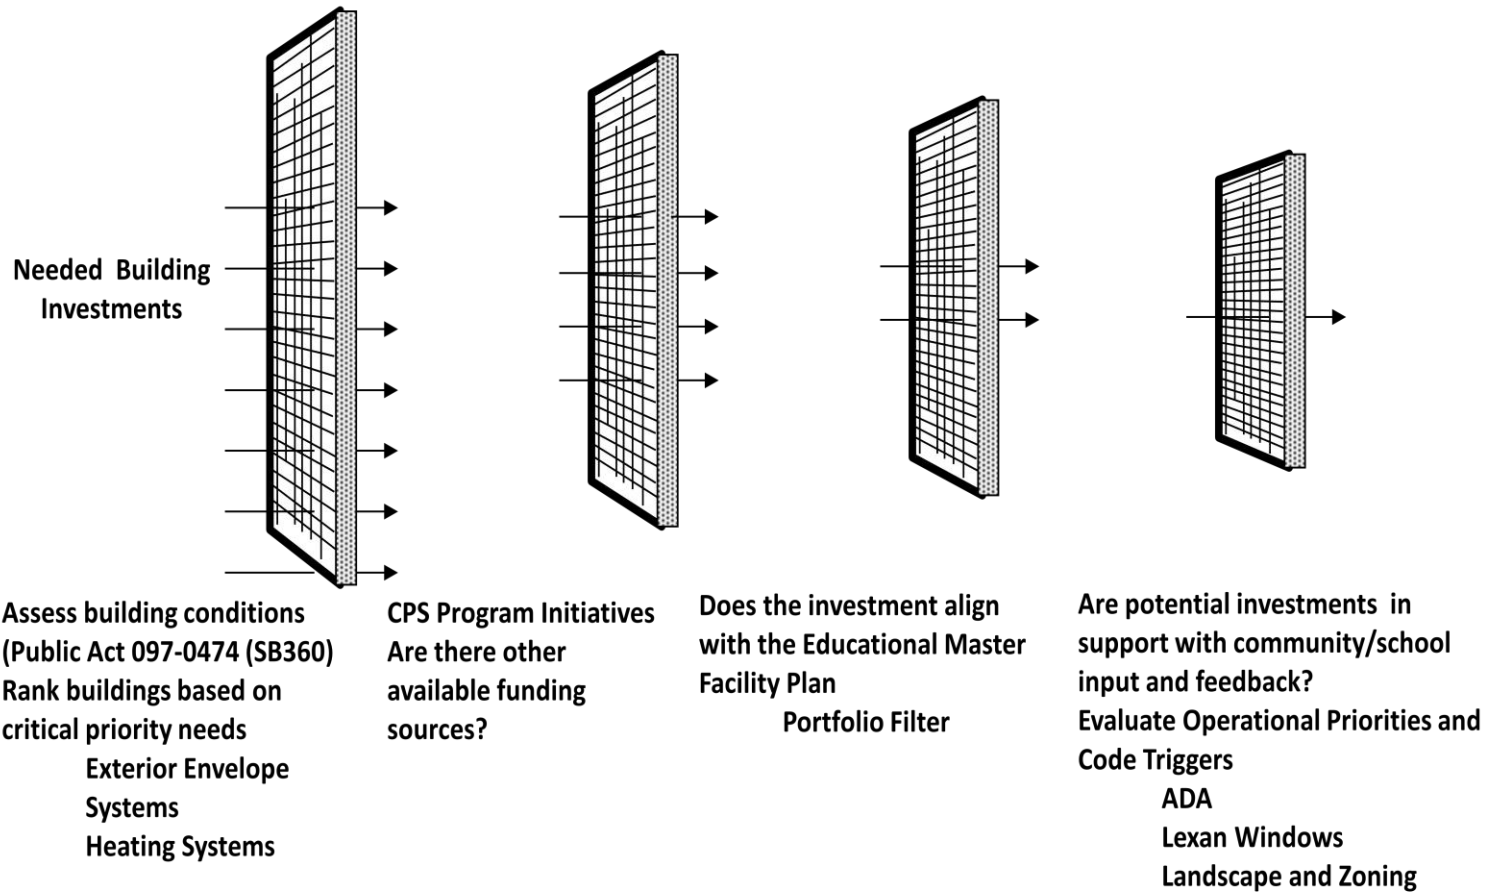 Needed Building
Investments
Assess building conditions
(Public Act 097-0474 (SB360)
Rank buildings based on
critical priority needs
Exterior Envelope
Systems
Heating Systems
CPS Program Initiatives
Are there other
available funding
sources?
Does the investment align
with the Educational Master
Facility Plan
Portfolio Filter
Are potential investments in
support with community/school
input and feedback?
Evaluate Operational Priorities and
Code Triggers
ADA
Lexan Windows
Landscape and Zoning